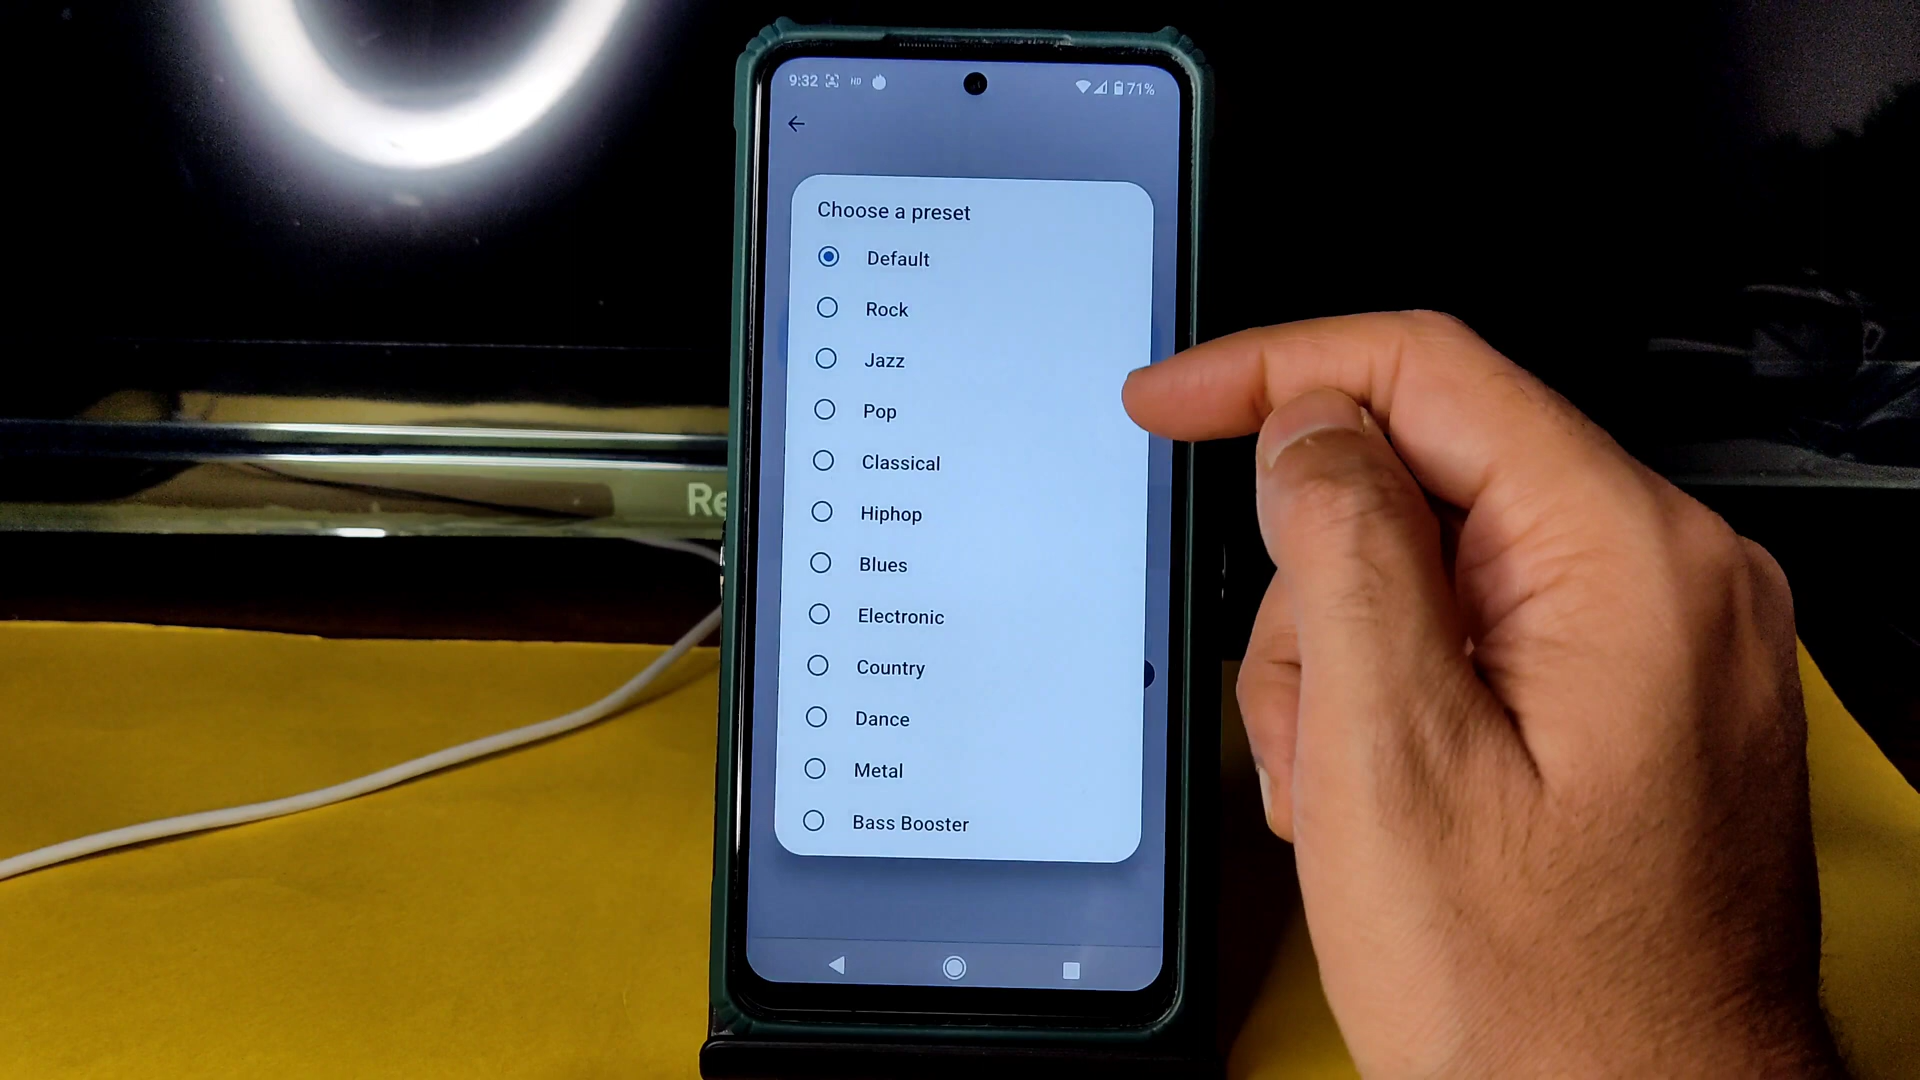 9:32 HD 71%
Choose a preset
Default
Rock
Jazz
Pop
Classical
Hiphop
Blues
Electronic
Country
Dance
Metal
Bass Booster
Re